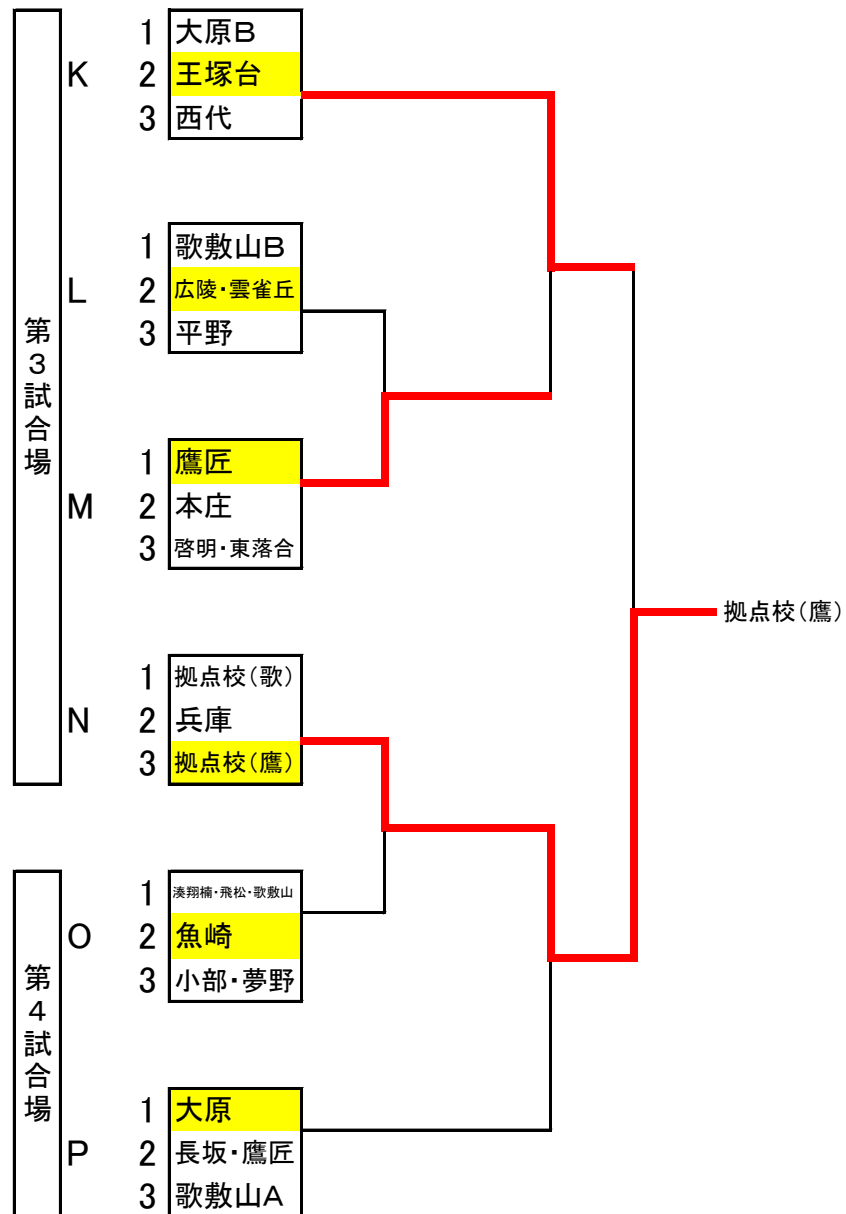 第3試合場
K
1 大原B
2 王塚台
3 西代
L
1 歌敷山B
2 広陵・雲雀丘
3 平野
M
1 鷹匠
2 本庄
3 啓明・東落合
N
1 拠点校(歌)
2 兵庫
3 拠点校(鷹)
拠点校(鷹)
第4試合場
O
1 湊翔楠・飛松・歌敷山
2 魚崎
3 小部・夢野
P
1 大原
2 長坂・鷹匠
3 歌敷山A